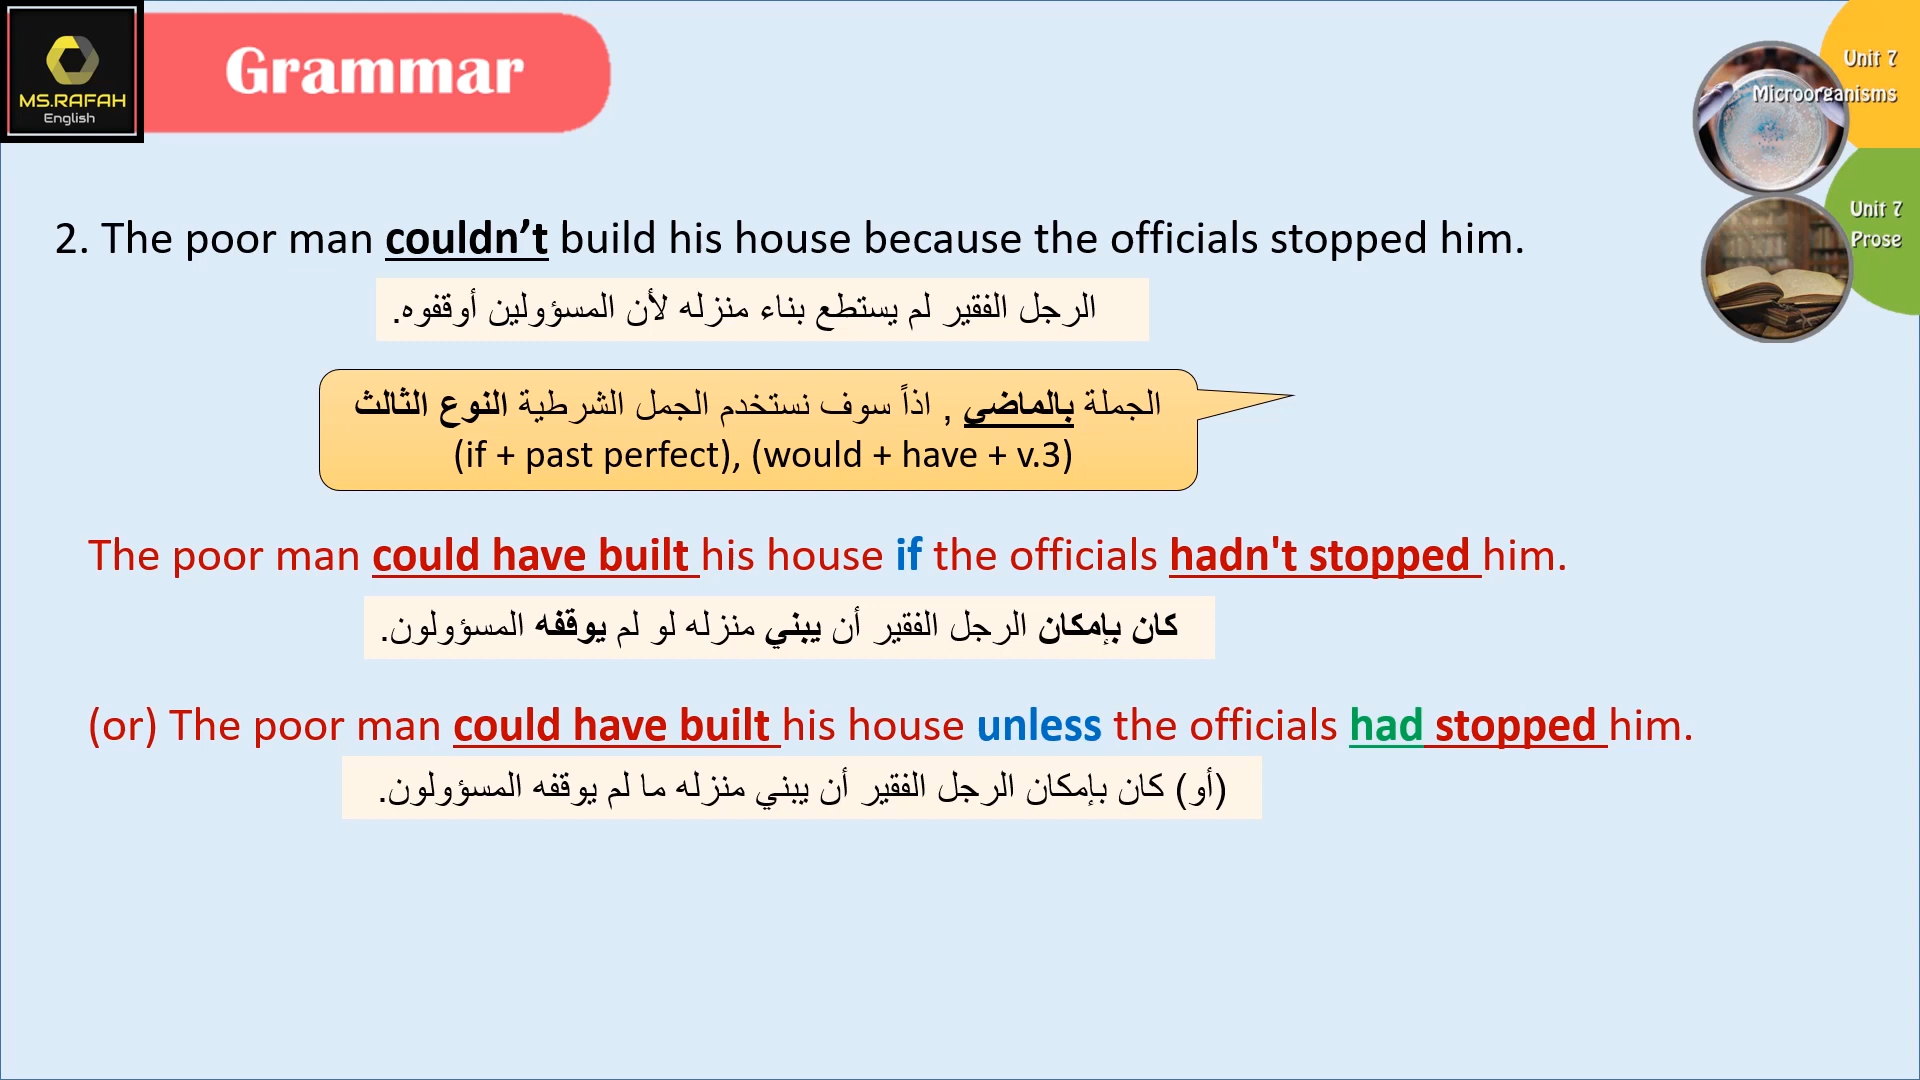 MS.RAFAH
English
Grammar
Unit 7
Microorganisms
Unit 7
Prose
2. The poor man couldn’t build his house because the officials stopped him.
الرجل الفقير لم يستطع بناء منزله لأن المسؤولين أوقفوه.
الجملة بالماضي , اذاً سوف نستخدم الجمل الشرطية النوع الثالث
(if + past perfect), (would + have + v.3)
The poor man could have built his house if the officials hadn't stopped him.
كان بإمكان الرجل الفقير أن يبني منزله لو لم يوقفه المسؤولون.
(or) The poor man could have built his house unless the officials had stopped him.
(أو) كان بإمكان الرجل الفقير أن يبني منزله ما لم يوقفه المسؤولون.